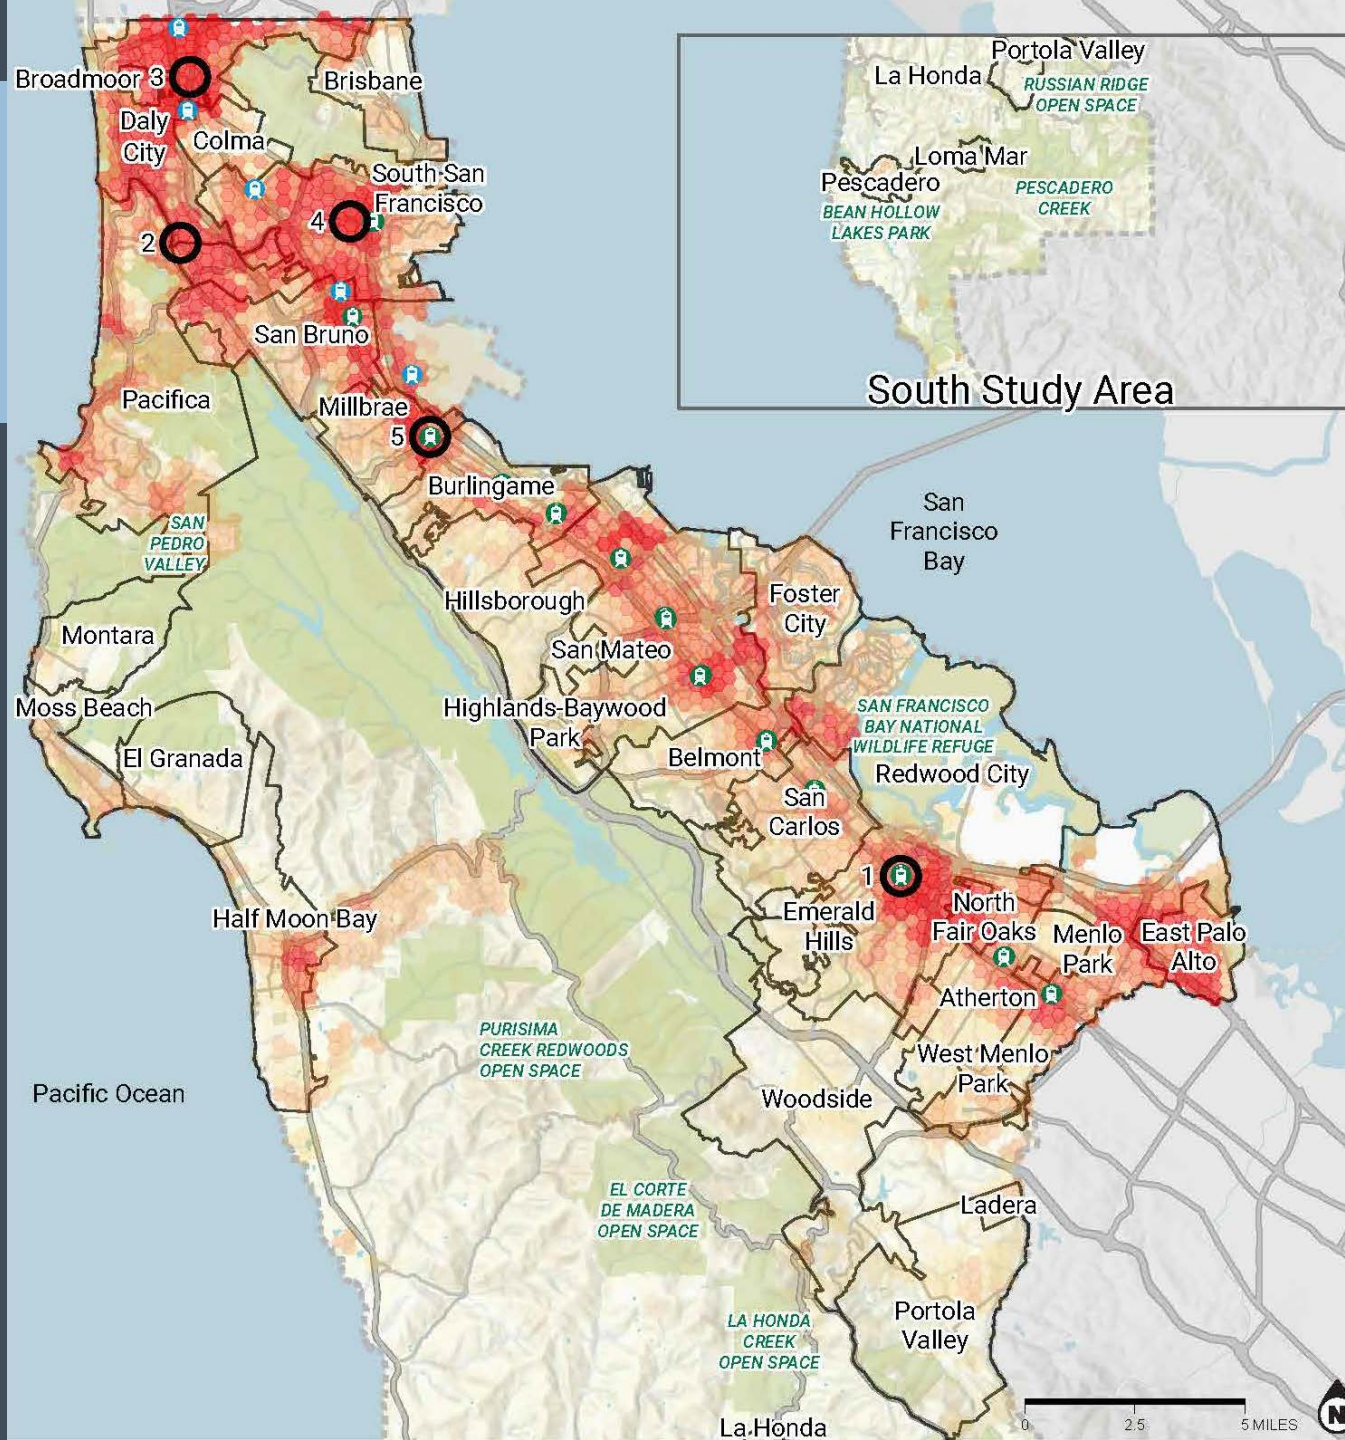 Portola Valley
La Honda
RUSSIAN RIDGE
OPEN SPACE
Broadmoor 3
Brisbane
Daly
City
Colma
Loma Mar
Pescadero
PESCADERO
CREEK
BEAN HOLLOW
LAKES PARK
South San
Francisco
4
2
San Bruno
South Study Area
Pacifica
Millbrae
5
Burlingame
San
Francisco
Bay
SAN
PEDRO
VALLEY
Hillsborough
Foster
City
Montara
San Mateo
Moss Beach
Highlands-Baywood
Park
SAN FRANCISCO
BAY NATIONAL
WILDLIFE REFUGE
El Granada
Belmont
Redwood City
San
Carlos
1
Half Moon Bay
Emerald
Hills
North
Fair Oaks
Menlo
Park
East Palo
Alto
Atherton
PURISIMA
CREEK REDWOODS
OPEN SPACE
West Menlo
Park
Pacific Ocean
Woodside
EL CORTE
DE MADERA
OPEN SPACE
Ladera
Portola
Valley
LA HONDA
CREEK
OPEN SPACE
La Honda
0 2.5 5 MILES
N